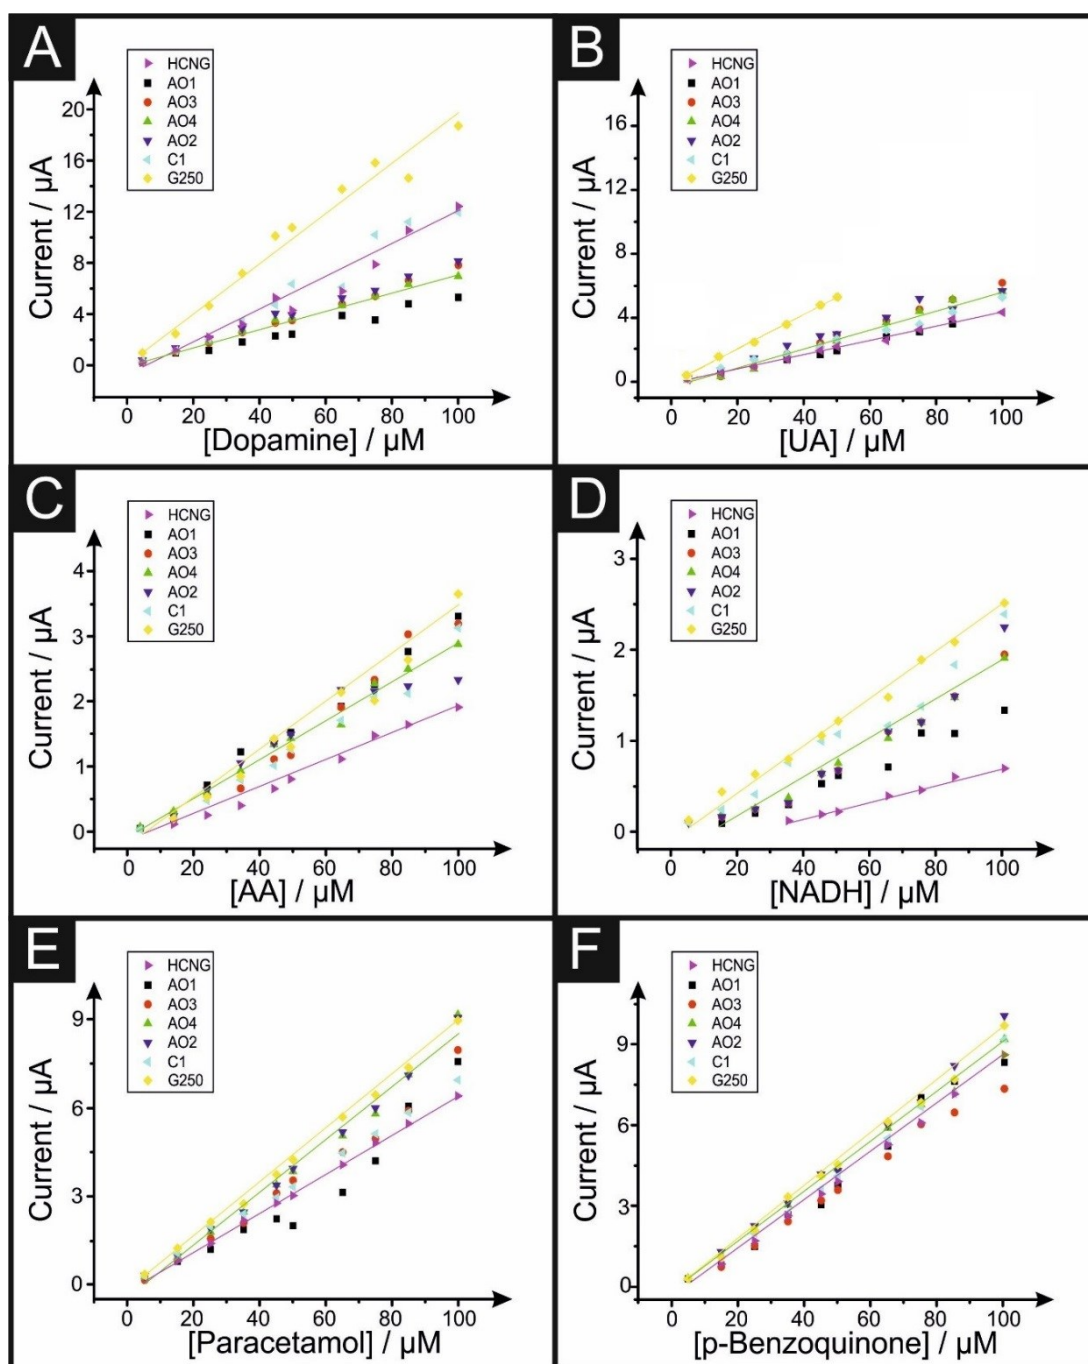 A
HCNG
AO1
AO3
AO4
AO2
C1
G250
20
16
12
8
4
0
Current / µA
0 20 40 60 80 100
[Dopamine] / µM
B
HCNG
AO1
AO3
AO4
AO2
C1
G250
16
12
8
4
0
Current / µA
0 20 40 60 80 100
[UA] / µM
C
HCNG
AO1
AO3
AO4
AO2
C1
G250
4
3
2
1
0
Current / µA
0 20 40 60 80 100
[AA] / µM
D
HCNG
AO1
AO3
AO4
AO2
C1
G250
3
2
1
0
Current / µA
0 20 40 60 80 100
[NADH] / µM
E
HCNG
AO1
AO3
AO4
AO2
C1
G250
9
6
3
0
Current / µA
0 20 40 60 80 100
[Paracetamol] / µM
F
HCNG
AO1
AO3
AO4
AO2
C1
G250
9
6
3
0
Current / µA
0 20 40 60 80 100
[p-Benzoquinone] / µM